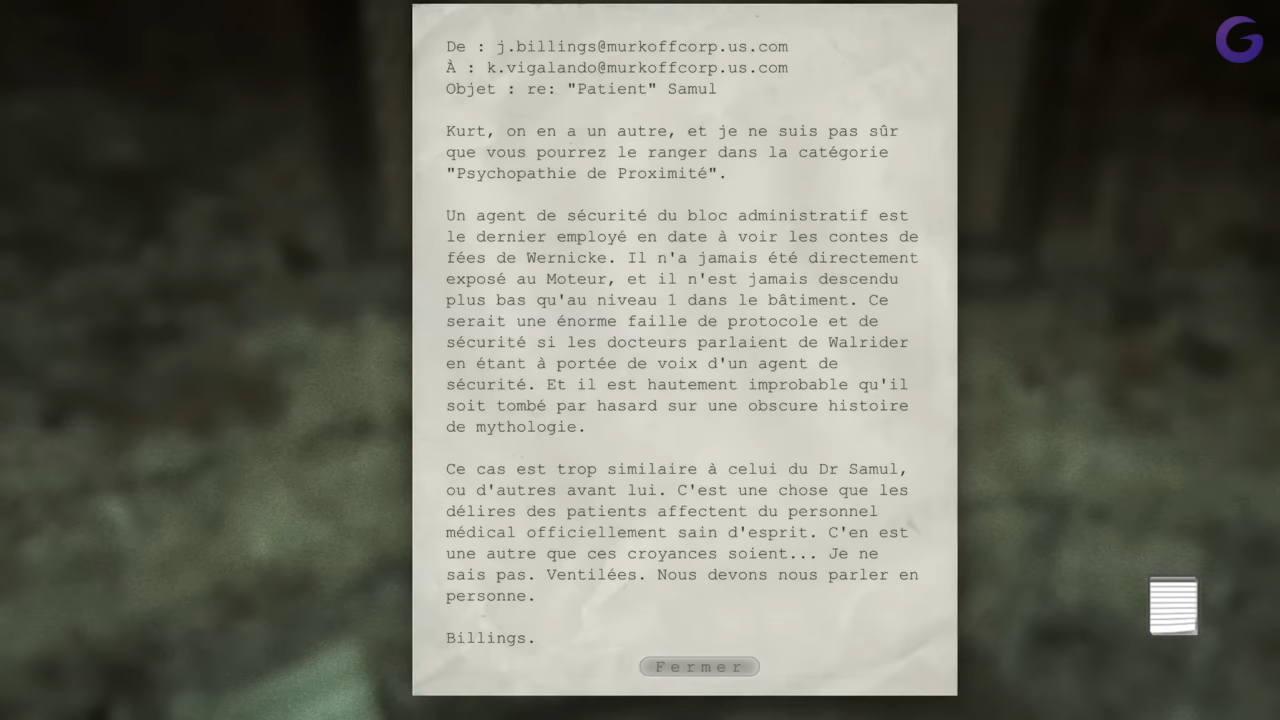 De : j.billings@murkoffcorp.us.com
À : k.vigalando@murkoffcorp.us.com
Objet : re: "Patient" Samul
Kurt, on en a un autre, et je ne suis pas sûr
que vous pourrez le ranger dans la catégorie
"Psychopathie de Proximité".
Un agent de sécurité du bloc administratif est
le dernier employé en date à voir les contes de
fées de Wernicke. Il n'a jamais été directement
exposé au Moteur, et il n'est jamais descendu
plus bas qu'au niveau 1 dans le bâtiment. Ce
serait une énorme faille de protocole et de
sécurité si les docteurs parlaient de Walrider
en étant à portée de voix d'un agent de
sécurité. Et il est hautement improbable qu'il
soit tombé par hasard sur une obscure histoire
de mythologie.
Ce cas est trop similaire à celui du Dr Samul,
ou d'autres avant lui. C'est une chose que les
délires des patients affectent du personnel
médical officiellement sain d'esprit. C'en est
une autre que ces croyances soient... Je ne
sais pas. Ventilées. Nous devons nous parler en
personne.
Billings.
Fermer